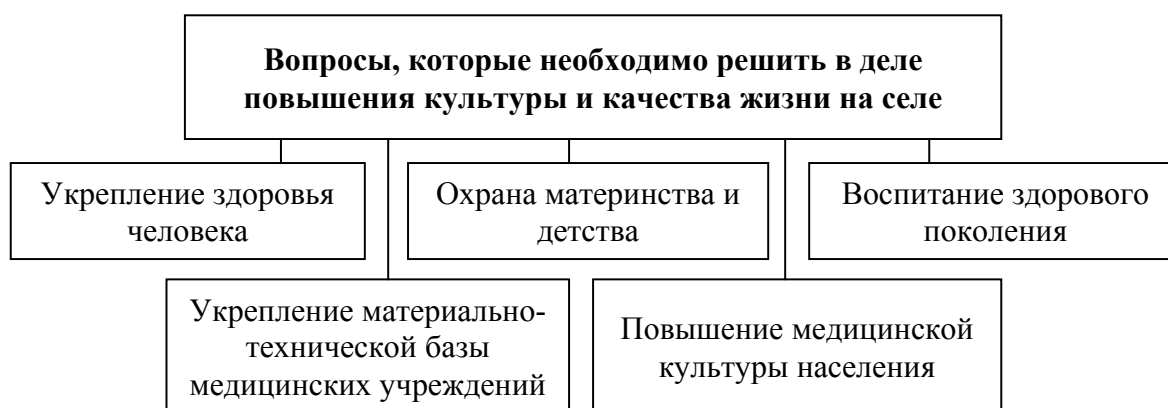 Вопросы, которые необходимо решить в деле
повышения культуры и качества жизни на селе
Укрепление здоровья
человека
Охрана материнства и
детства
Воспитание здорового
поколения
Укрепление материально-
технической базы
медицинских учреждений
Повышение медицинской
культуры населения